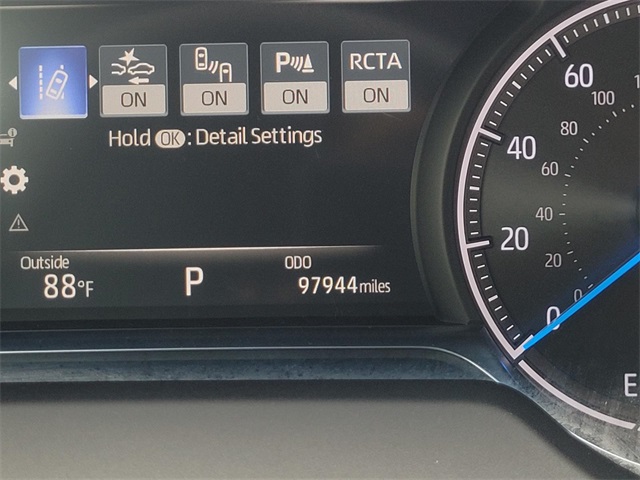 P RCTA
ON ON ON ON
Hold OK : Detail Settings
Outside
88°F
P
ODO
97944 miles
60
100
80
40
60
40
20
20
0
0
E